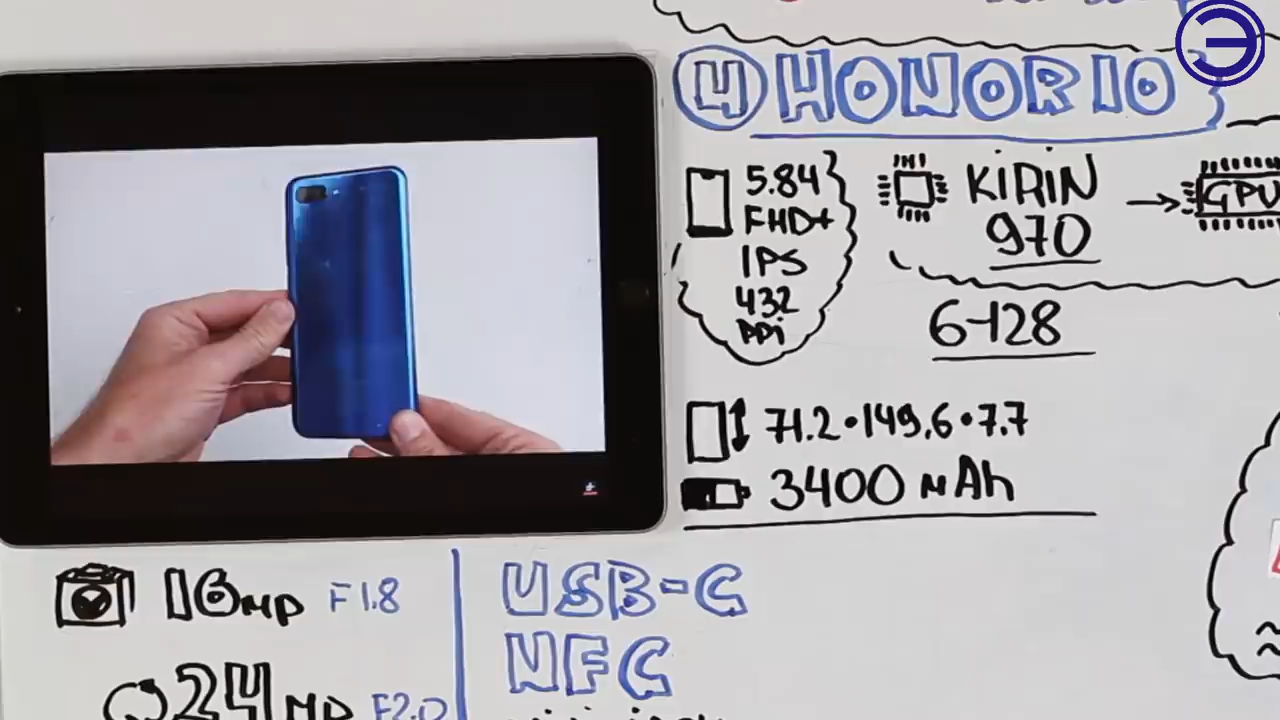 4 HONOR 10
5.84
FHD+
IPS
432
PPi
KIRIN
970
GPU
6-128
71.2•149.6•7.7
3400 mAh
16MP F1.8
24MP F2.0
USB-C
NFC